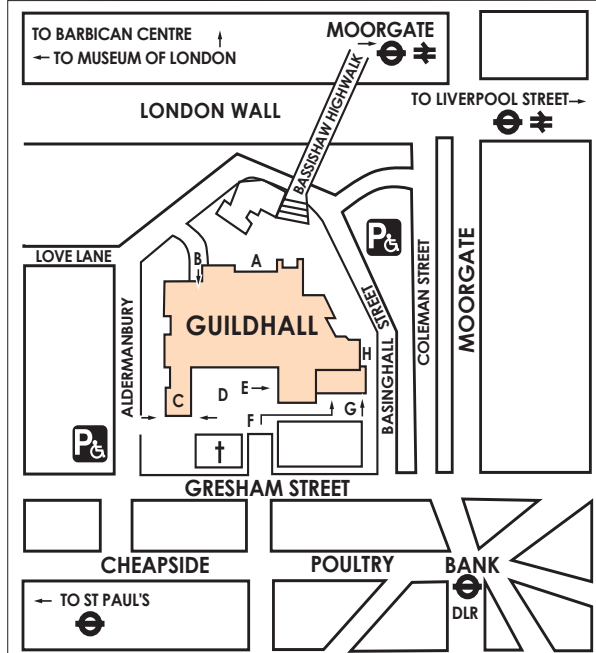 TO BARBICAN CENTRE ↑
← TO MUSEUM OF LONDON
MOORGATE
→
BASSISHAW HIGHWALK
LONDON WALL
TO LIVERPOOL STREET→
P
LOVE LANE
B
A
GUILDHALL
ALDERMANBURY
BASINGHALL STREET
COLEMAN STREET
MOORGATE
H
C
D
E →
F
G
P
GRESHAM STREET
CHEAPSIDE
POULTRY
BANK
DLR
← TO ST PAUL'S